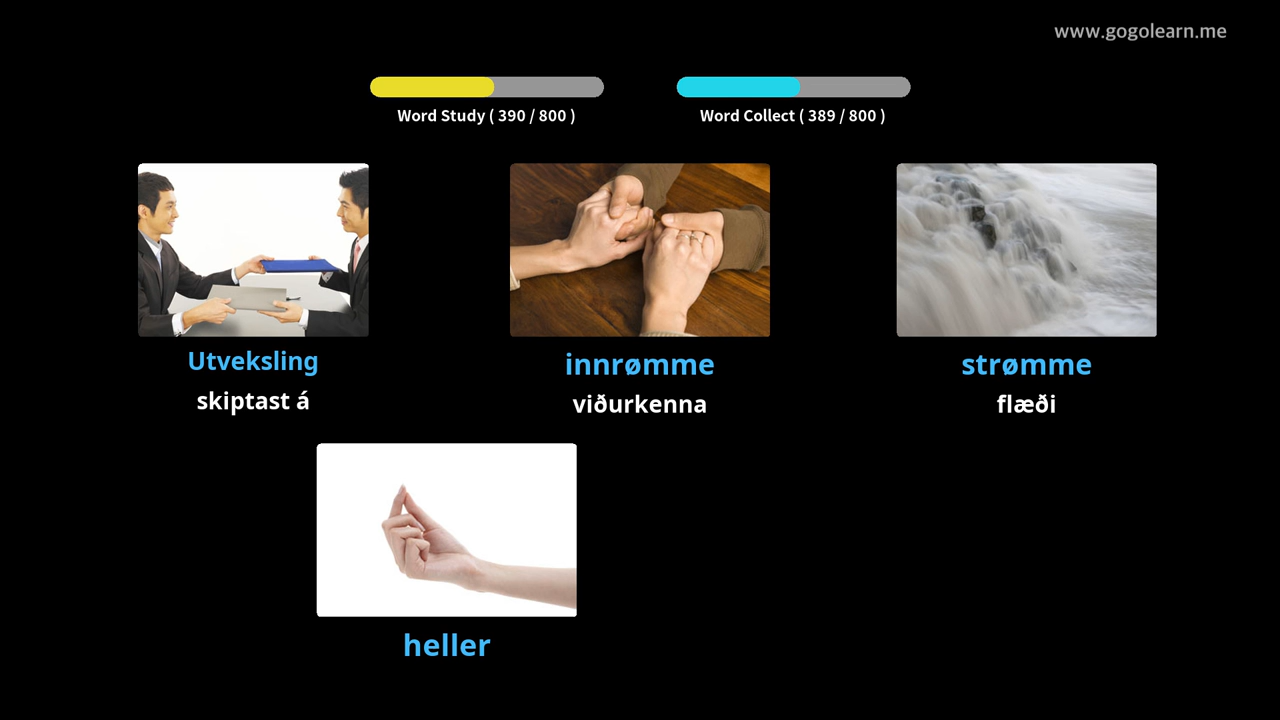 www.gogolearn.me
Word Study ( 390 / 800 )
Word Collect ( 389 / 800 )
Utveksling
skiptast á
innrømme
viðurkenna
strømme
flæði
heller